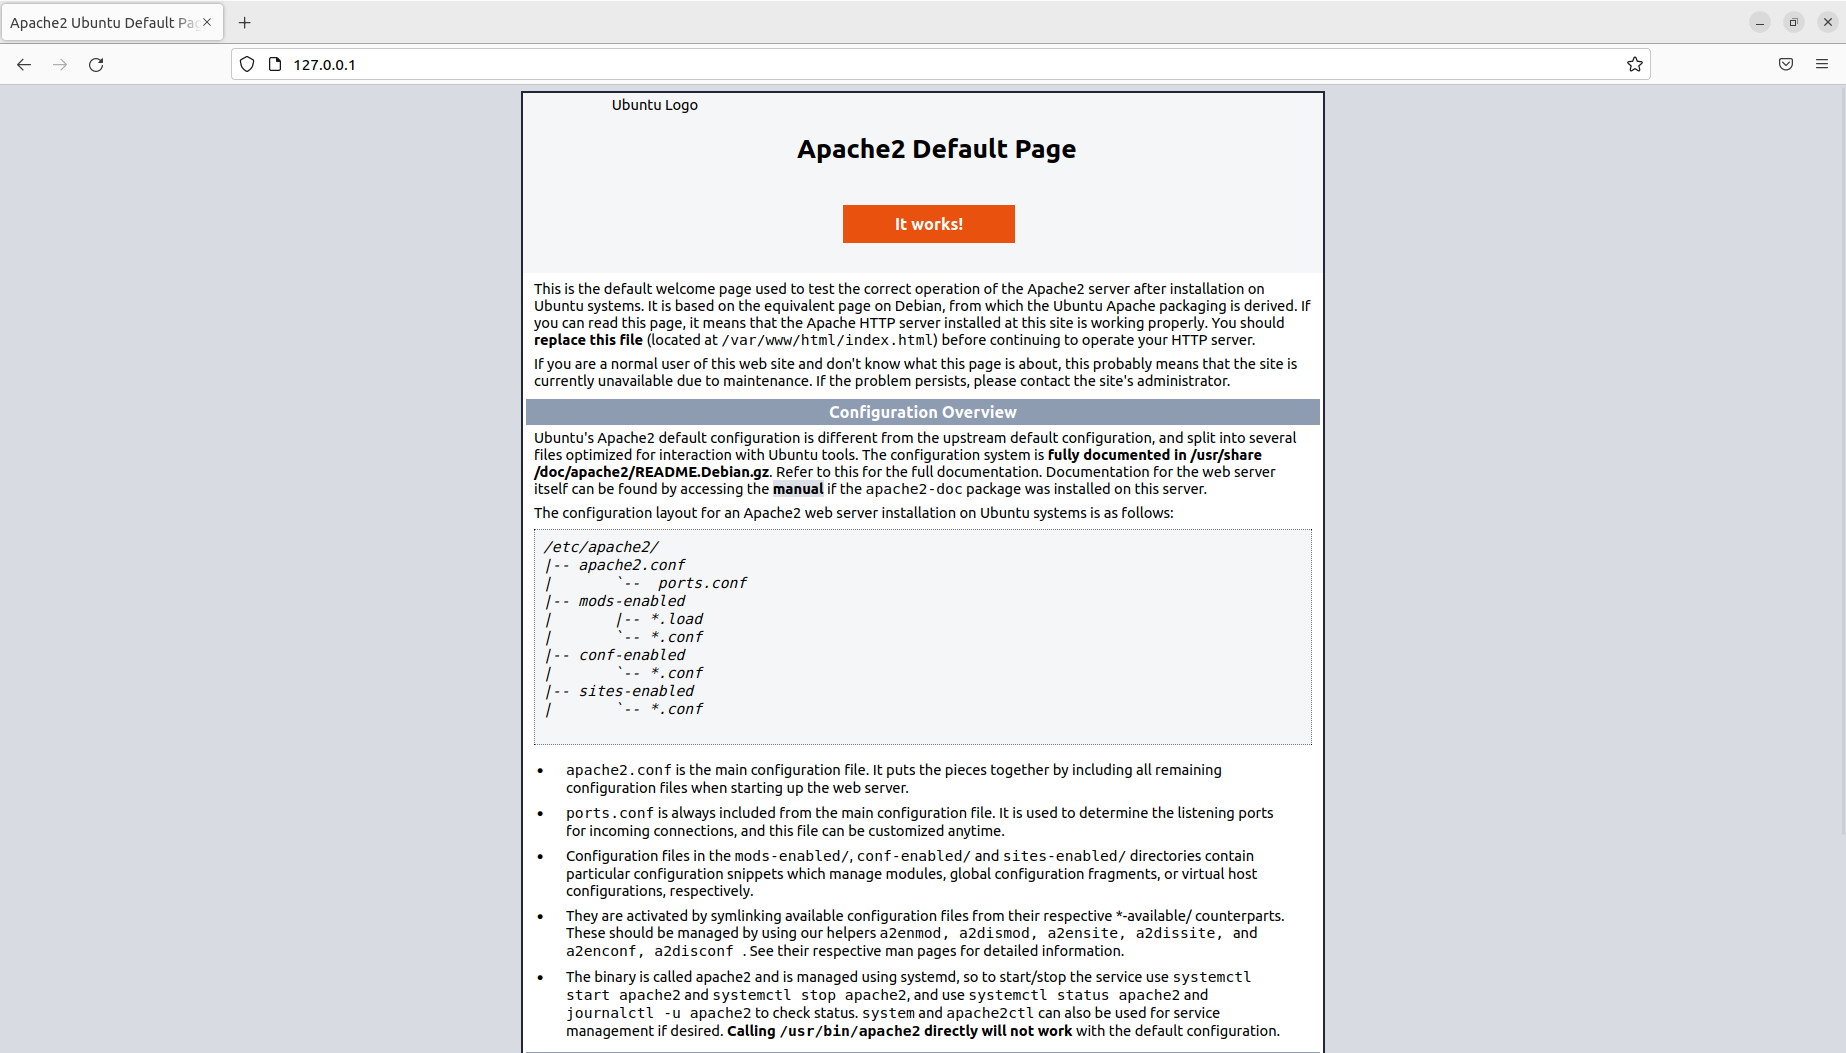 Apache2 Ubuntu Default Pag
127.0.0.1
Ubuntu Logo
Apache2 Default Page
It works!
This is the default welcome page used to test the correct operation of the Apache2 server after installation on
Ubuntu systems. It is based on the equivalent page on Debian, from which the Ubuntu Apache packaging is derived. If
you can read this page, it means that the Apache HTTP server installed at this site is working properly. You should
replace this file (located at /var/www/html/index.html) before continuing to operate your HTTP server.
If you are a normal user of this web site and don't know what this page is about, this probably means that the site is
currently unavailable due to maintenance. If the problem persists, please contact the site's administrator.
Configuration Overview
Ubuntu's Apache2 default configuration is different from the upstream default configuration, and split into several
files optimized for interaction with Ubuntu tools. The configuration system is fully documented in /usr/share
/doc/apache2/README.Debian.gz. Refer to this for the full documentation. Documentation for the web server
itself can be found by accessing the manual if the apache2-doc package was installed on this server.
The configuration layout for an Apache2 web server installation on Ubuntu systems is as follows:
/etc/apache2/
|-- apache2.conf
|       `--  ports.conf
|-- mods-enabled
|       |-- *.load
|       `-- *.conf
|-- conf-enabled
|       `-- *.conf
|-- sites-enabled
|       `-- *.conf
• apache2.conf is the main configuration file. It puts the pieces together by including all remaining
configuration files when starting up the web server.
• ports.conf is always included from the main configuration file. It is used to determine the listening ports
for incoming connections, and this file can be customized anytime.
• Configuration files in the mods-enabled/, conf-enabled/ and sites-enabled/ directories contain
particular configuration snippets which manage modules, global configuration fragments, or virtual host
configurations, respectively.
• They are activated by symlinking available configuration files from their respective *-available/ counterparts.
These should be managed by using our helpers a2enmod, a2dismod, a2ensite, a2dissite, and
a2enconf, a2disconf . See their respective man pages for detailed information.
• The binary is called apache2 and is managed using systemd, so to start/stop the service use systemctl
start apache2 and systemctl stop apache2, and use systemctl status apache2 and
journalctl -u apache2 to check status. system and apache2ctl can also be used for service
management if desired. Calling /usr/bin/apache2 directly will not work with the default configuration.